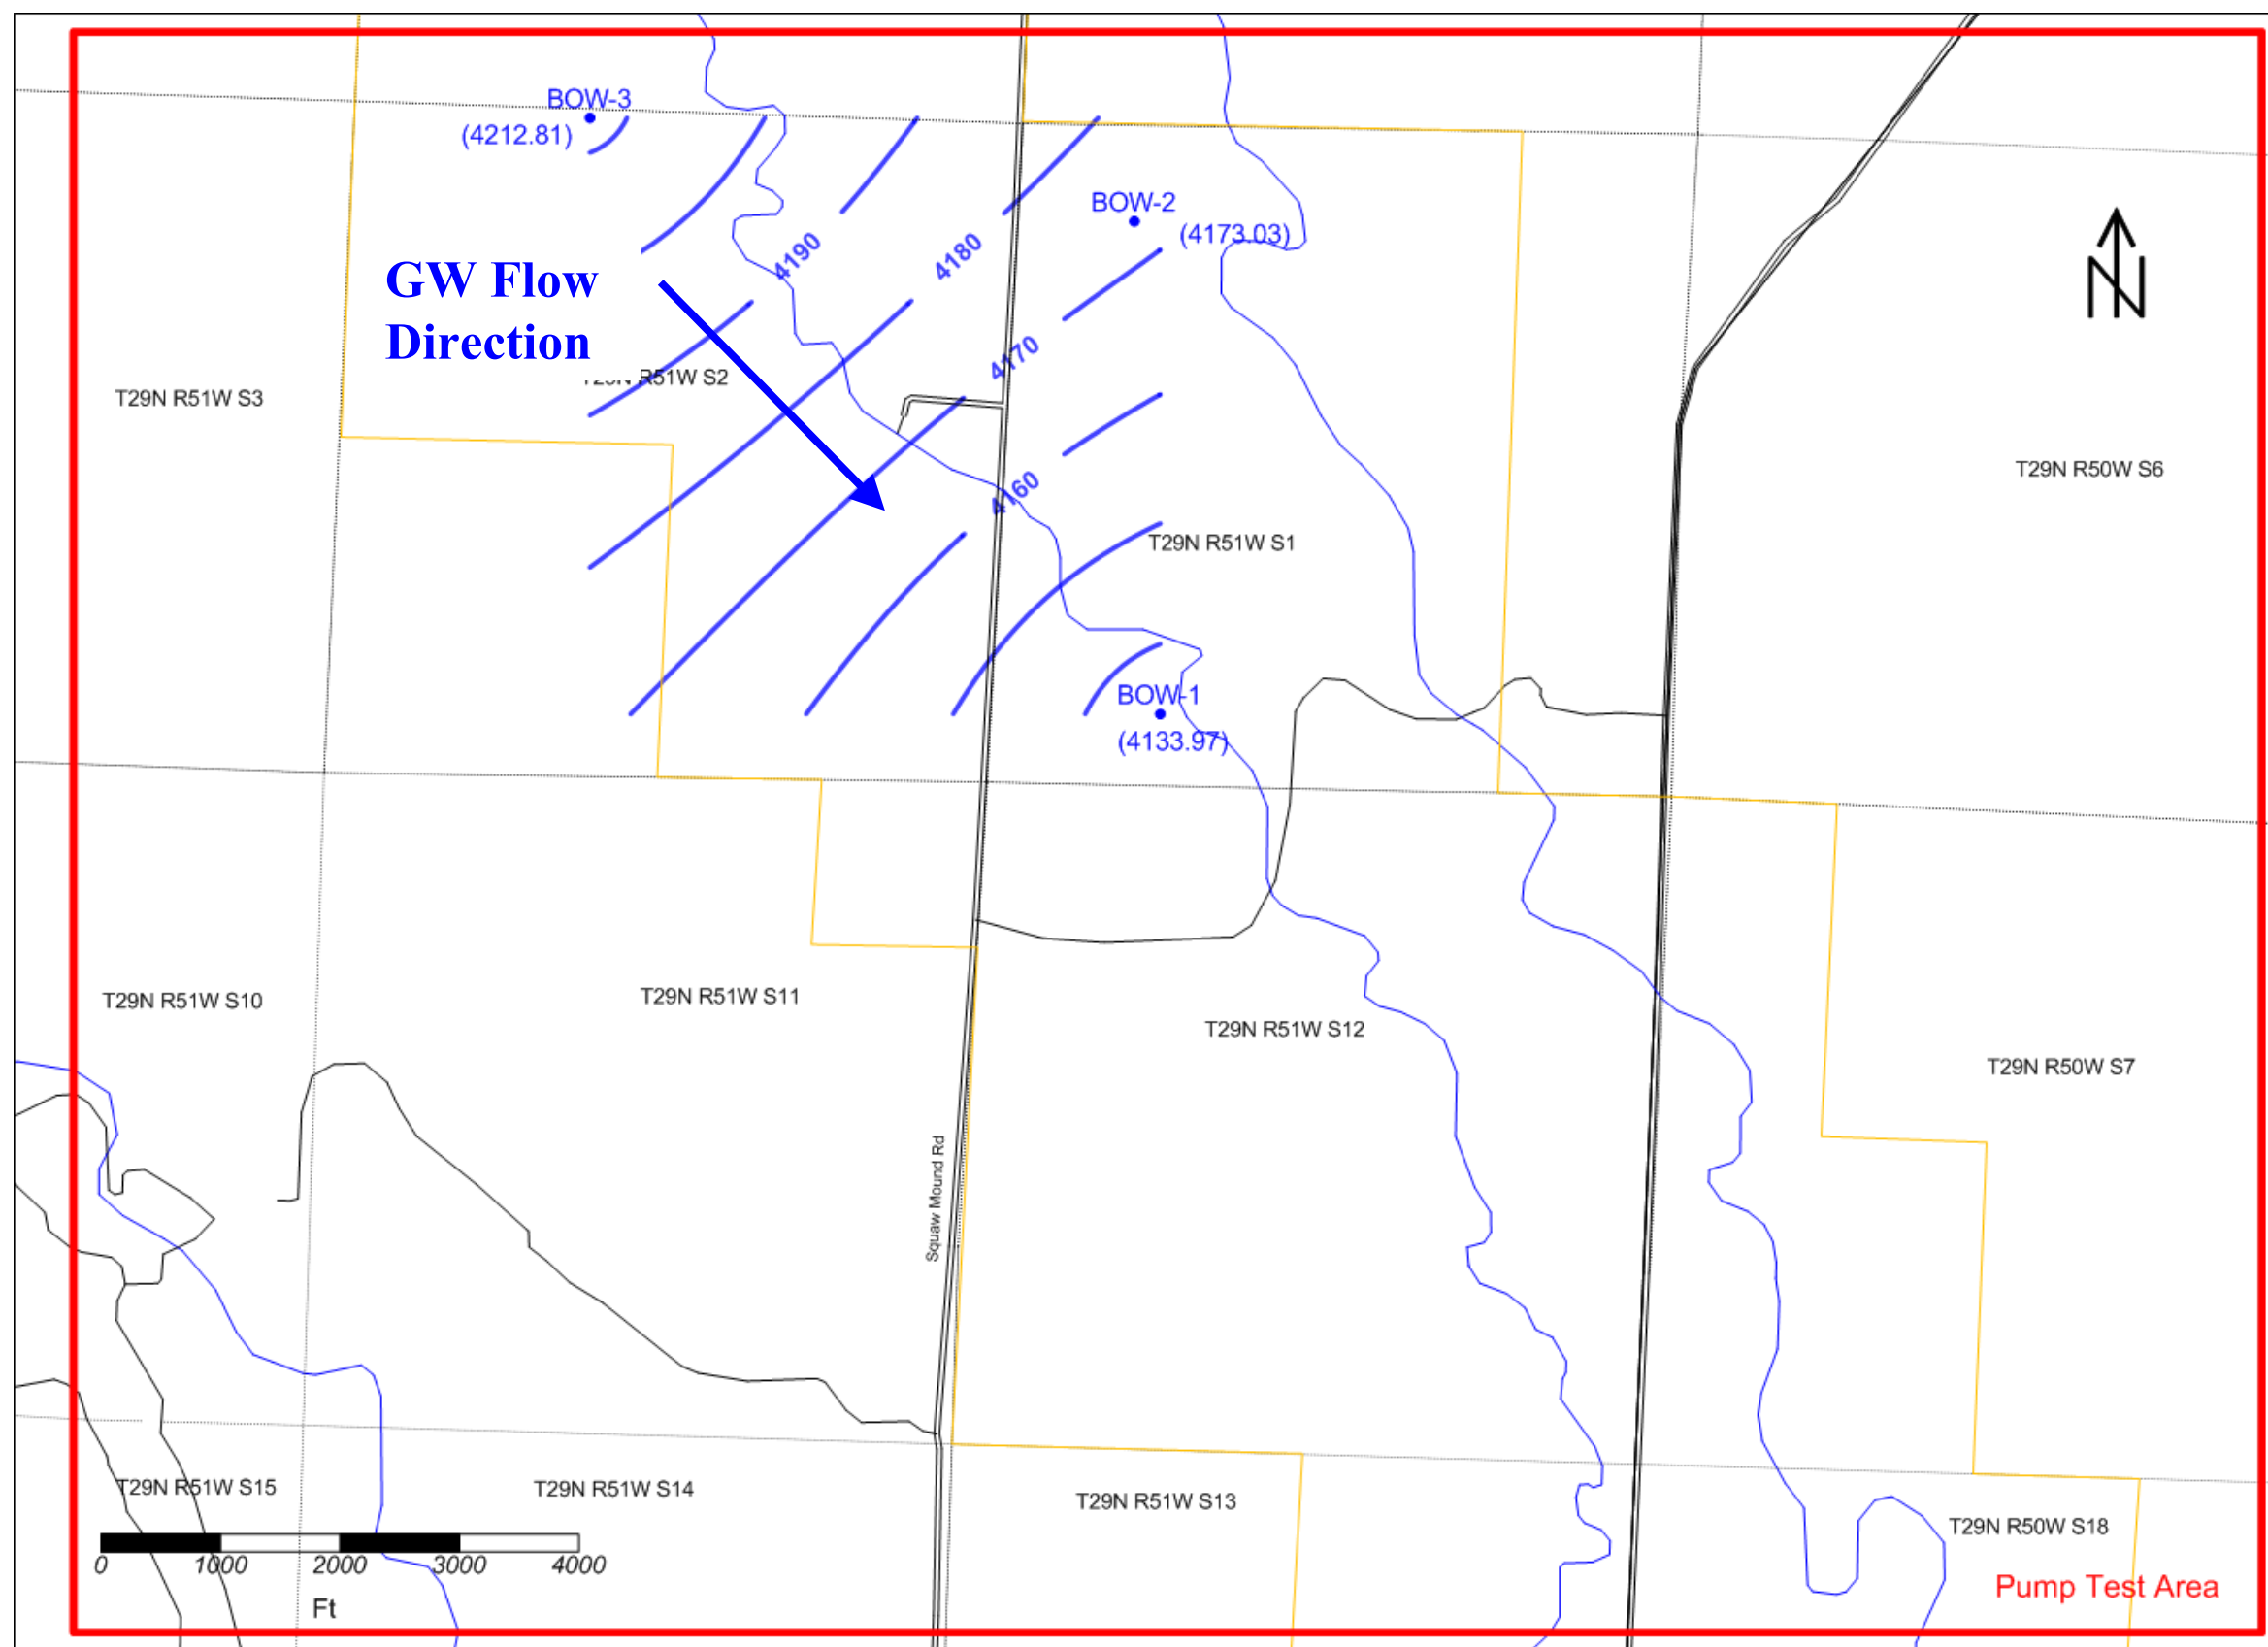 BOW-3
(4212.81)
BOW-2
(4173.03)
4190
4180
GW Flow
Direction
N
4170
R51W S2
T29N R51W S3
T29N R50W S6
4160
T29N R51W S1
BOW-1
(4133.97)
T29N R51W S10
T29N R51W S11
T29N R51W S12
T29N R50W S7
Squaw Mound Rd
T29N R51W S15
T29N R51W S14
T29N R51W S13
T29N R50W S18
0 1000 2000 3000 4000
Ft
Pump Test Area